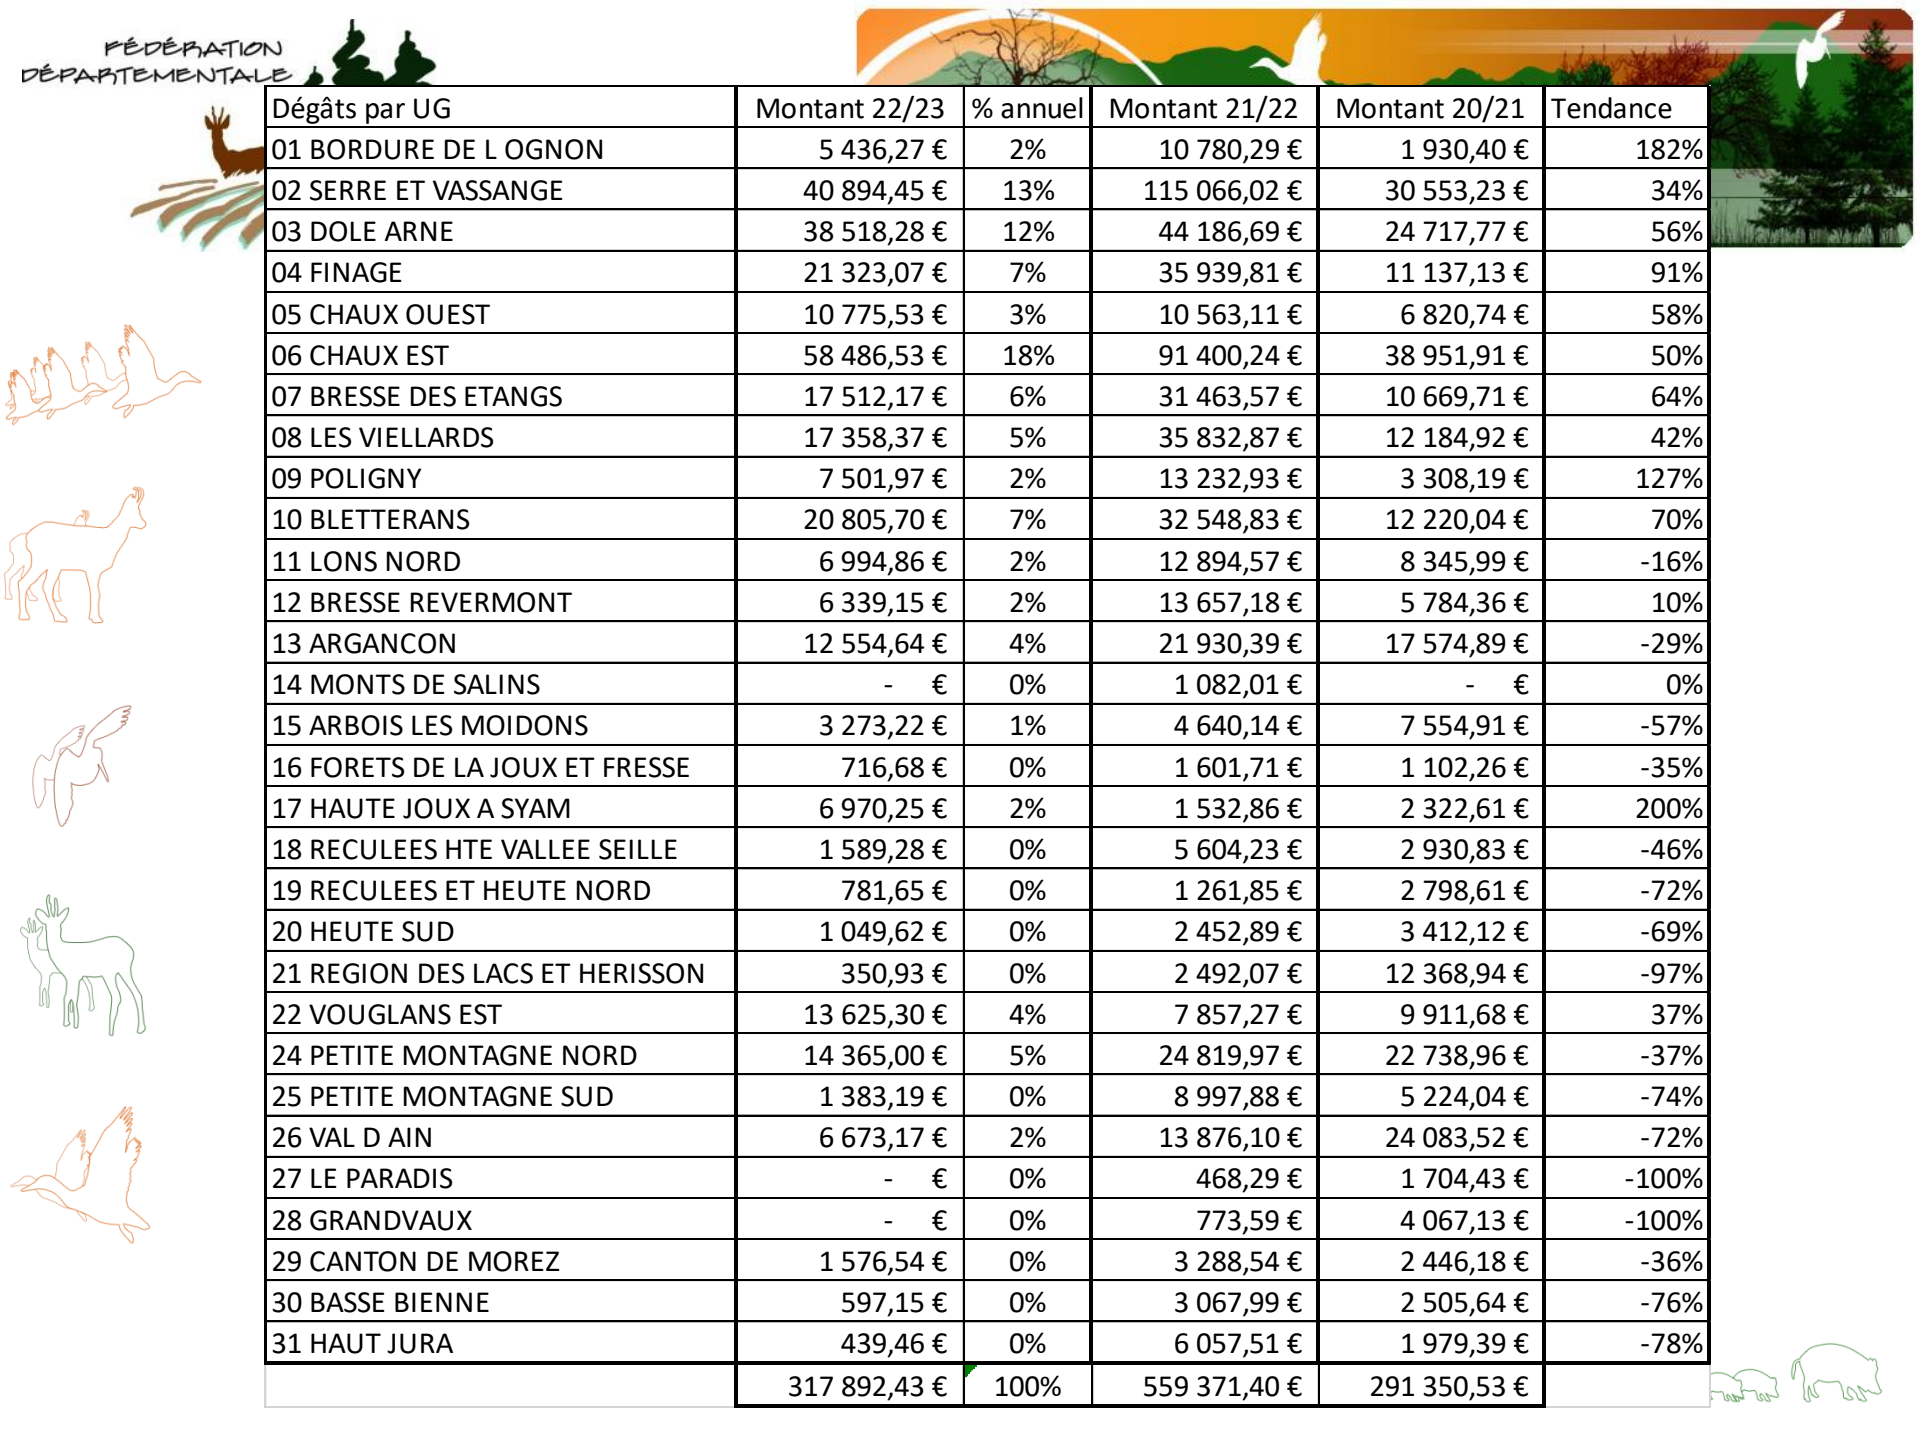 FÉDÉRATION
DÉPARTEMENTALE
Dégâts par UG Montant 22/23 % annuel Montant 21/22 Montant 20/21 Tendance
01 BORDURE DE L OGNON 5 436,27 € 2% 10 780,29 € 1 930,40 € 182%
02 SERRE ET VASSANGE 40 894,45 € 13% 115 066,02 € 30 553,23 € 34%
03 DOLE ARNE 38 518,28 € 12% 44 186,69 € 24 717,77 € 56%
04 FINAGE 21 323,07 € 7% 35 939,81 € 11 137,13 € 91%
05 CHAUX OUEST 10 775,53 € 3% 10 563,11 € 6 820,74 € 58%
06 CHAUX EST 58 486,53 € 18% 91 400,24 € 38 951,91 € 50%
07 BRESSE DES ETANGS 17 512,17 € 6% 31 463,57 € 10 669,71 € 64%
08 LES VIELLARDS 17 358,37 € 5% 35 832,87 € 12 184,92 € 42%
09 POLIGNY 7 501,97 € 2% 13 232,93 € 3 308,19 € 127%
10 BLETTERANS 20 805,70 € 7% 32 548,83 € 12 220,04 € 70%
11 LONS NORD 6 994,86 € 2% 12 894,57 € 8 345,99 € -16%
12 BRESSE REVERMONT 6 339,15 € 2% 13 657,18 € 5 784,36 € 10%
13 ARGANCON 12 554,64 € 4% 21 930,39 € 17 574,89 € -29%
14 MONTS DE SALINS - € 0% 1 082,01 € - € 0%
15 ARBOIS LES MOIDONS 3 273,22 € 1% 4 640,14 € 7 554,91 € -57%
16 FORETS DE LA JOUX ET FRESSE 716,68 € 0% 1 601,71 € 1 102,26 € -35%
17 HAUTE JOUX A SYAM 6 970,25 € 2% 1 532,86 € 2 322,61 € 200%
18 RECULEES HTE VALLEE SEILLE 1 589,28 € 0% 5 604,23 € 2 930,83 € -46%
19 RECULEES ET HEUTE NORD 781,65 € 0% 1 261,85 € 2 798,61 € -72%
20 HEUTE SUD 1 049,62 € 0% 2 452,89 € 3 412,12 € -69%
21 REGION DES LACS ET HERISSON 350,93 € 0% 2 492,07 € 12 368,94 € -97%
22 VOUGLANS EST 13 625,30 € 4% 7 857,27 € 9 911,68 € 37%
24 PETITE MONTAGNE NORD 14 365,00 € 5% 24 819,97 € 22 738,96 € -37%
25 PETITE MONTAGNE SUD 1 383,19 € 0% 8 997,88 € 5 224,04 € -74%
26 VAL D AIN 6 673,17 € 2% 13 876,10 € 24 083,52 € -72%
27 LE PARADIS - € 0% 468,29 € 1 704,43 € -100%
28 GRANDVAUX - € 0% 773,59 € 4 067,13 € -100%
29 CANTON DE MOREZ 1 576,54 € 0% 3 288,54 € 2 446,18 € -36%
30 BASSE BIENNE 597,15 € 0% 3 067,99 € 2 505,64 € -76%
31 HAUT JURA 439,46 € 0% 6 057,51 € 1 979,39 € -78%
317 892,43 € 100% 559 371,40 € 291 350,53 €